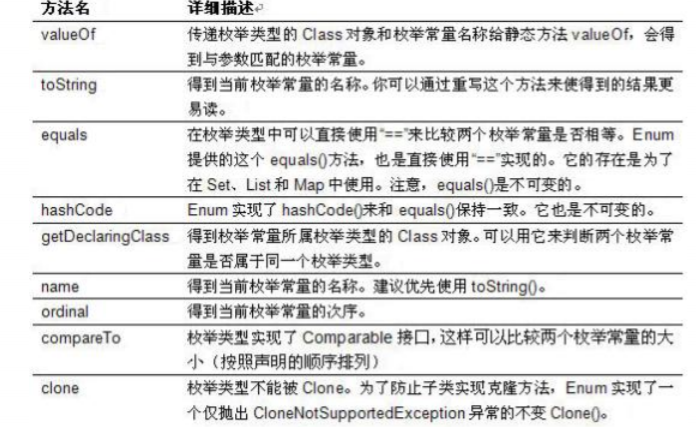 方法名 详细描述
valueOf 传递枚举类型的 Class 对象和枚举常量名称给静态方法 valueOf，会得
到与参数匹配的枚举常量。
toString 得到当前枚举常量的名称。你可以通过重写这个方法来使得到的结果更
易读。
equals 在枚举类型中可以直接使用“==”来比较两个枚举常量是否相等。Enum
提供的这个 equals()方法，也是直接使用“==”实现的。它的存在是为了
在 Set、List 和 Map 中使用。注意，equals()是不可变的。
hashCode Enum 实现了 hashCode()来和 equals()保持一致。它也是不可变的。
getDeclaringClass 得到枚举常量所属枚举类型的 Class 对象。可以用它来判断两个枚举常
量是否属于同一个枚举类型。
name 得到当前枚举常量的名称。建议优先使用 toString()。
ordinal 得到当前枚举常量的次序。
compareTo 枚举类型实现了 Comparable 接口，这样可以比较两个枚举常量的大
小（按照声明的顺序排列）
clone 枚举类型不能被 Clone。为了防止子类实现克隆方法，Enum 实现了一
个仅抛出 CloneNotSupportedException 异常的不变 Clone()。